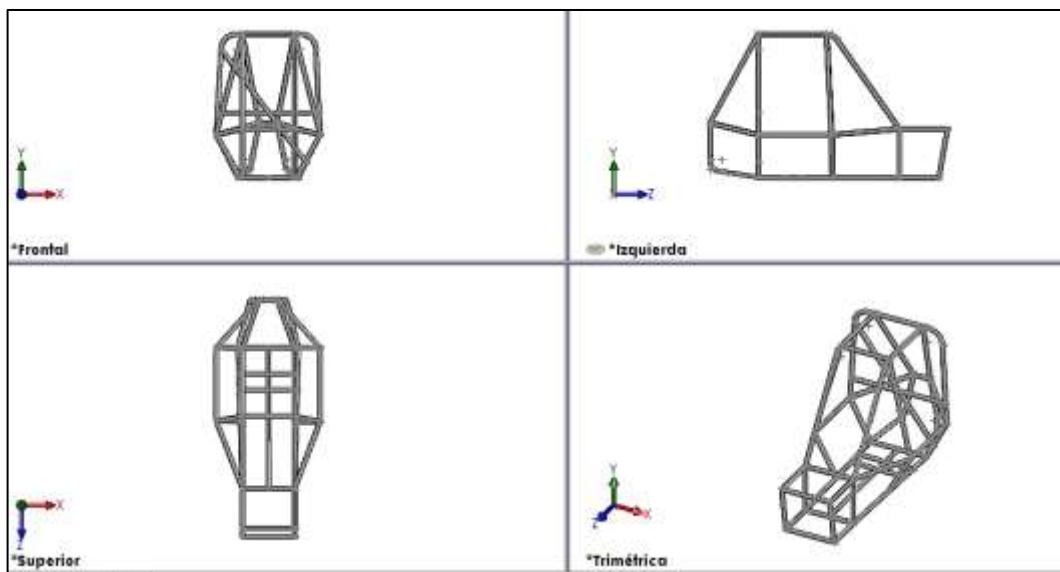 Y
X
*Frontal
Y
Z
*Izquierda
X
Z
*Superior
Y
X
Z
*Trimétrica